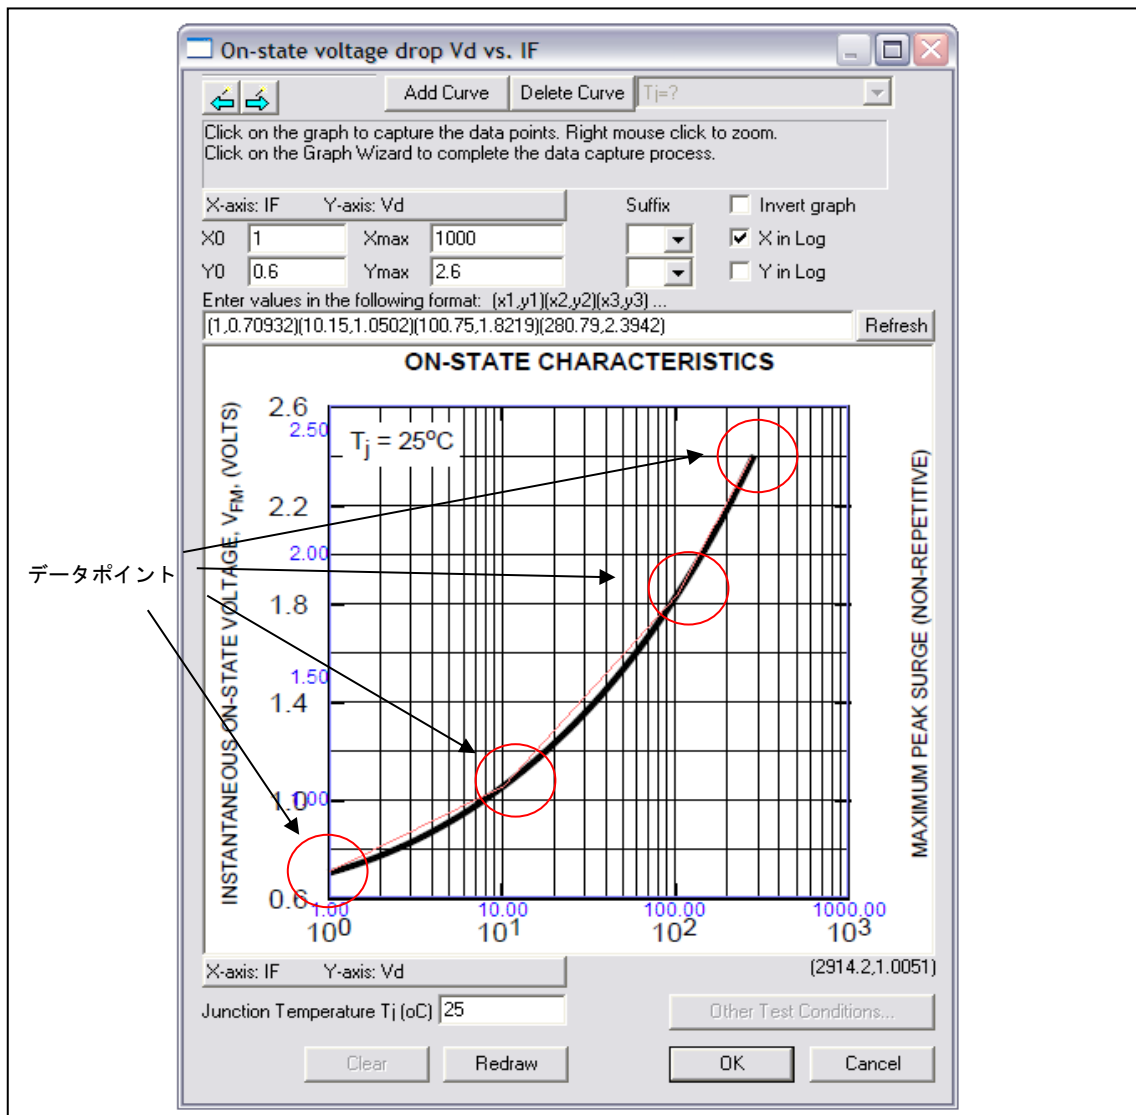 On-state voltage drop Vd vs. IF
Add Curve Delete Curve Tj=?
Click on the graph to capture the data points. Right mouse click to zoom.
Click on the Graph Wizard to complete the data capture process.
X-axis: IF Y-axis: Vd Suffix Invert graph
X0 1 Xmax 1000 X in Log
Y0 0.6 Ymax 2.6 Y in Log
Enter values in the following format: (x1,y1)(x2,y2)(x3,y3) ...
(1,0.70932)(10.15,1.0502)(100.75,1.8219)(280.79,2.3942) Refresh
ON-STATE CHARACTERISTICS
INSTANTANEOUS ON-STATE VOLTAGE, VFM, (VOLTS)
2.6
2.50
Tj = 25ºC
2.2
2.00
データポイント
1.8
1.50
1.4
1.0
1.00
0.6
1.00 10.00 100.00 1000.00
10⁰ 10¹ 10² 10³
MAXIMUM PEAK SURGE (NON-REPETITIVE)
X-axis: IF Y-axis: Vd (2914.2,1.0051)
Junction Temperature Tj (oC) 25 Other Test Conditions...
Clear Redraw OK Cancel